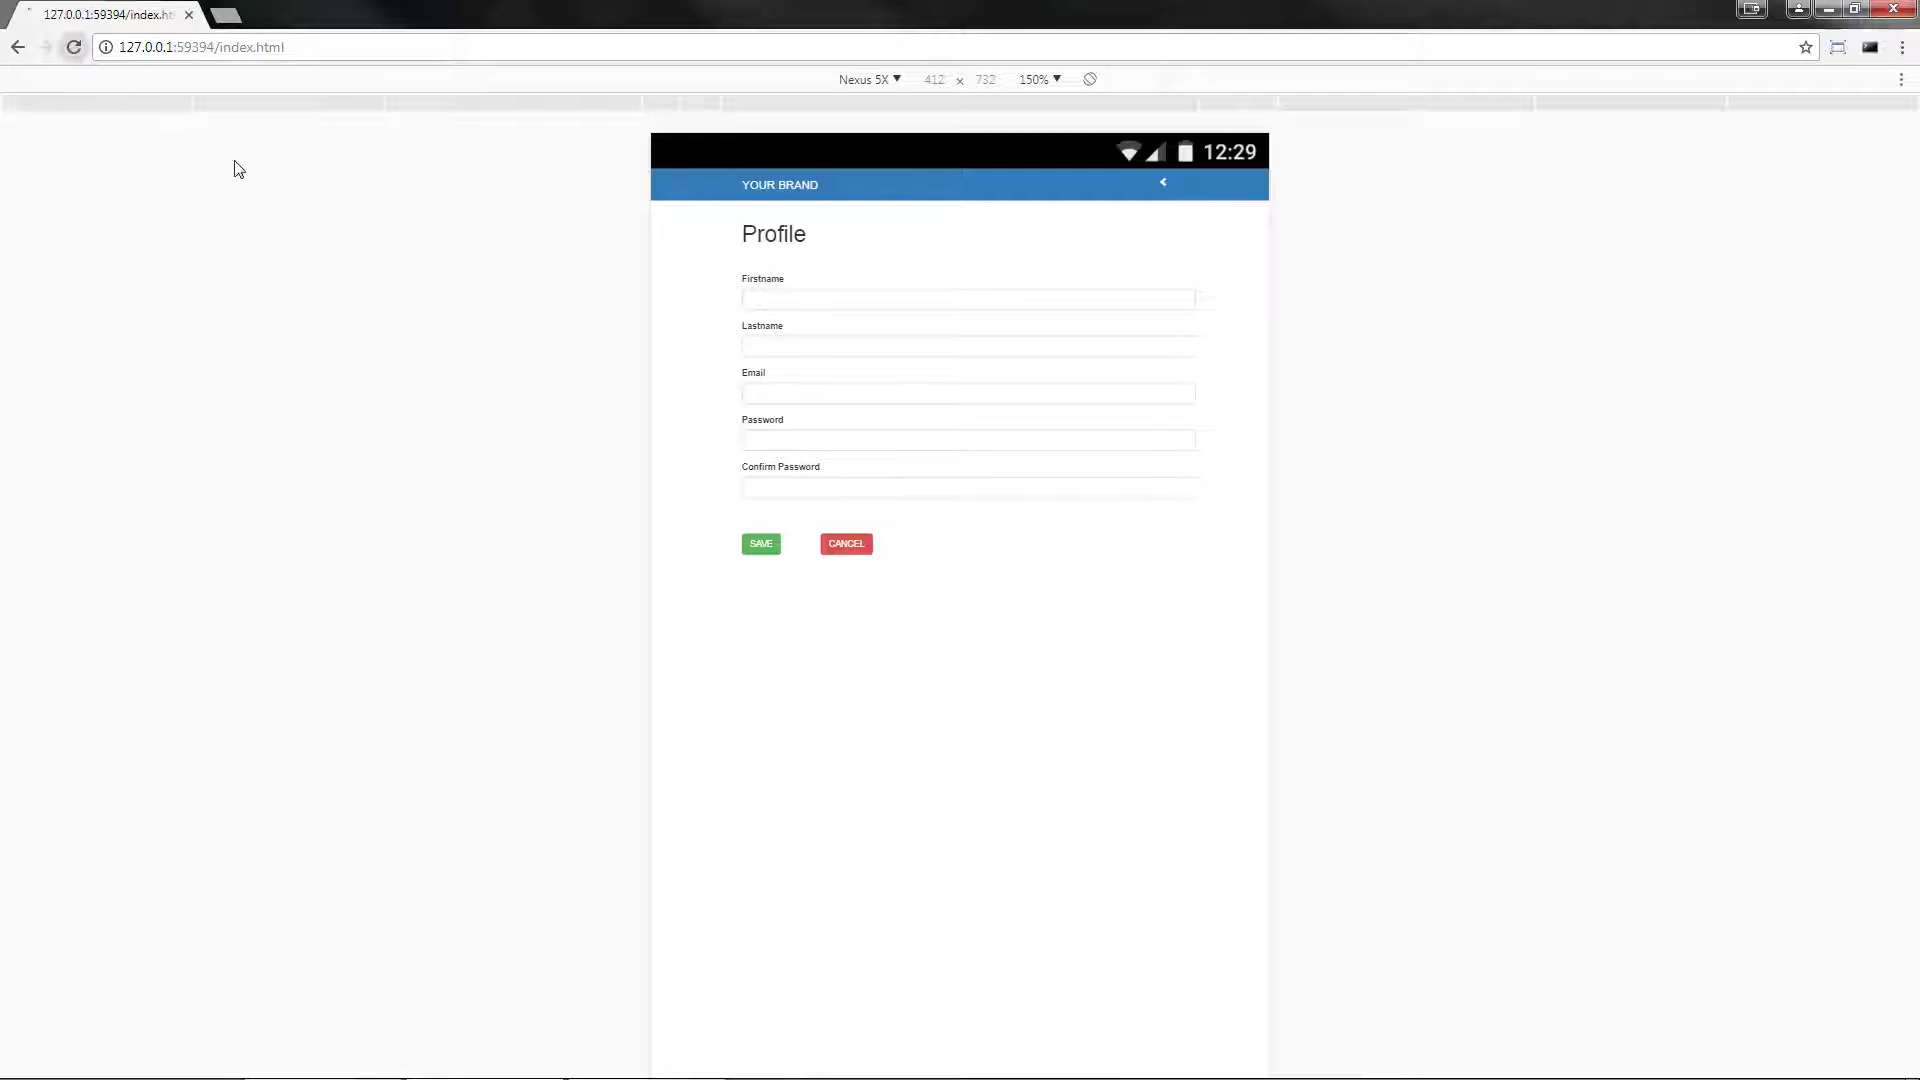 127.0.0.1:59394/index.ht
127.0.0.1:59394/index.html
Nexus 5X 412 x 732 150%
12:29
YOUR BRAND
Profile
Firstname
Lastname
Email
Password
Confirm Password
SAVE CANCEL